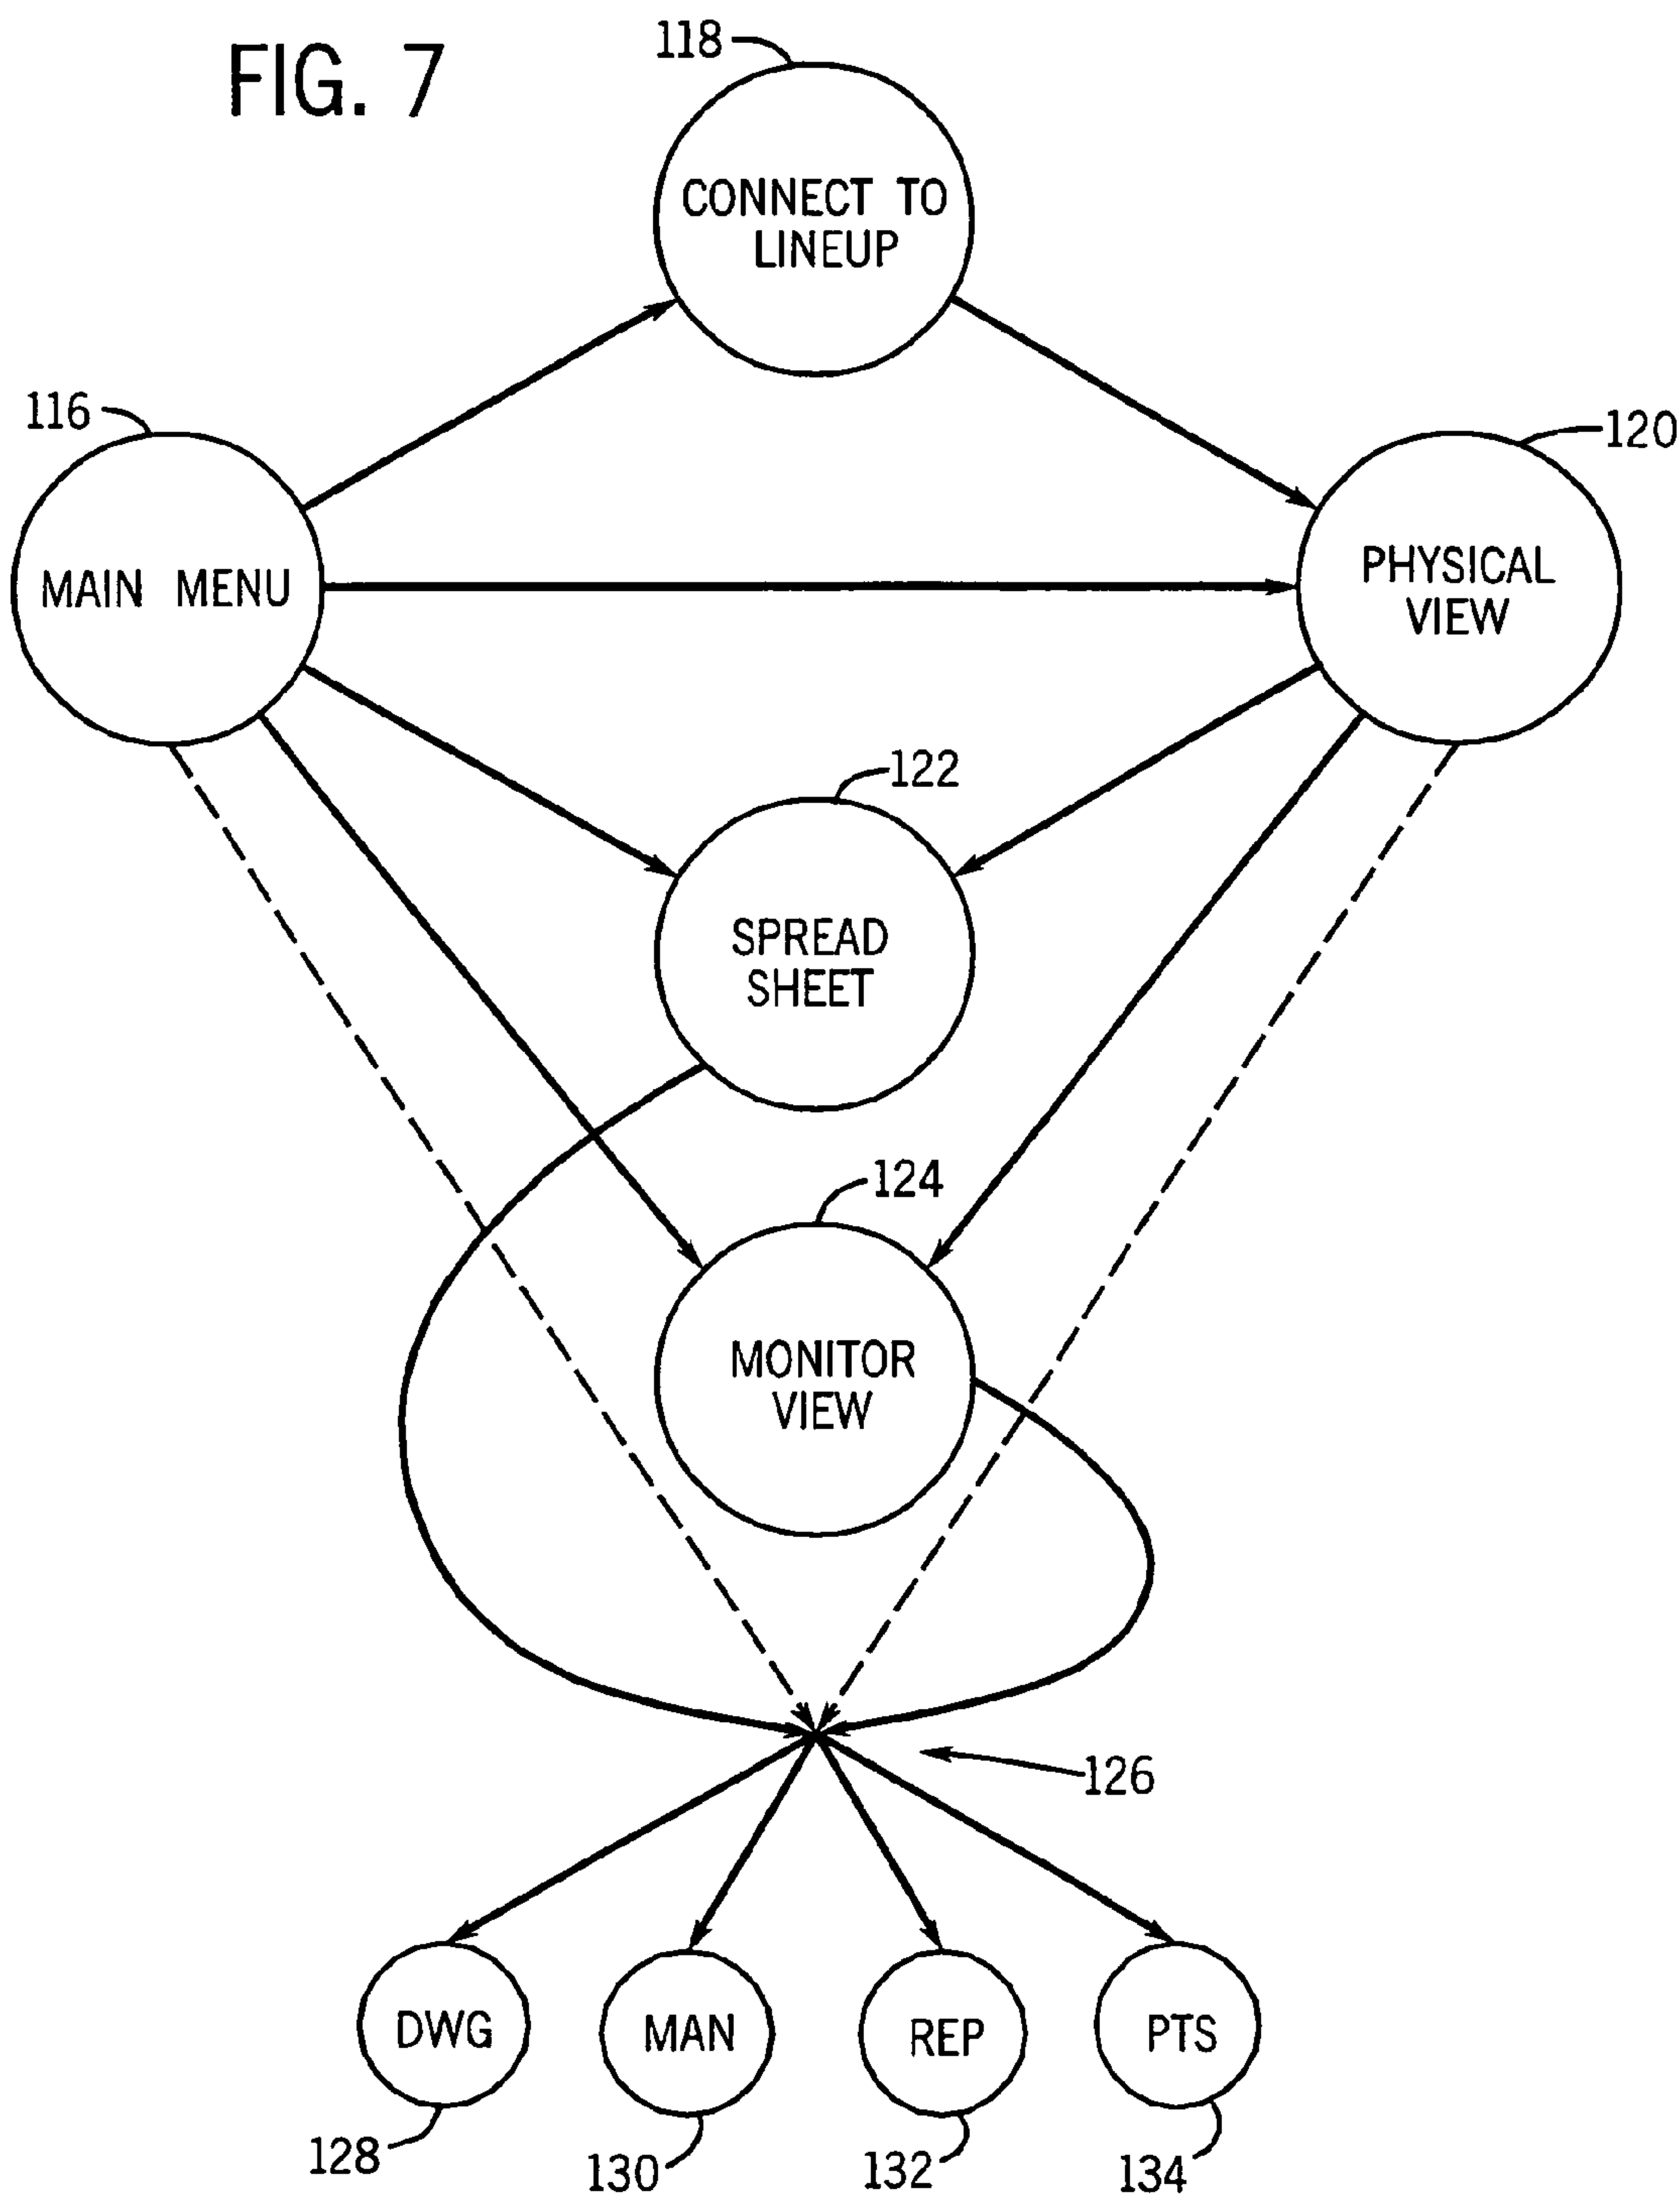 FIG. 7
118
CONNECT TO
LINEUP
116
MAIN MENU
120
PHYSICAL
VIEW
122
SPREAD
SHEET
124
MONITOR
VIEW
126
DWG
MAN
REP
PTS
128
130
132
134